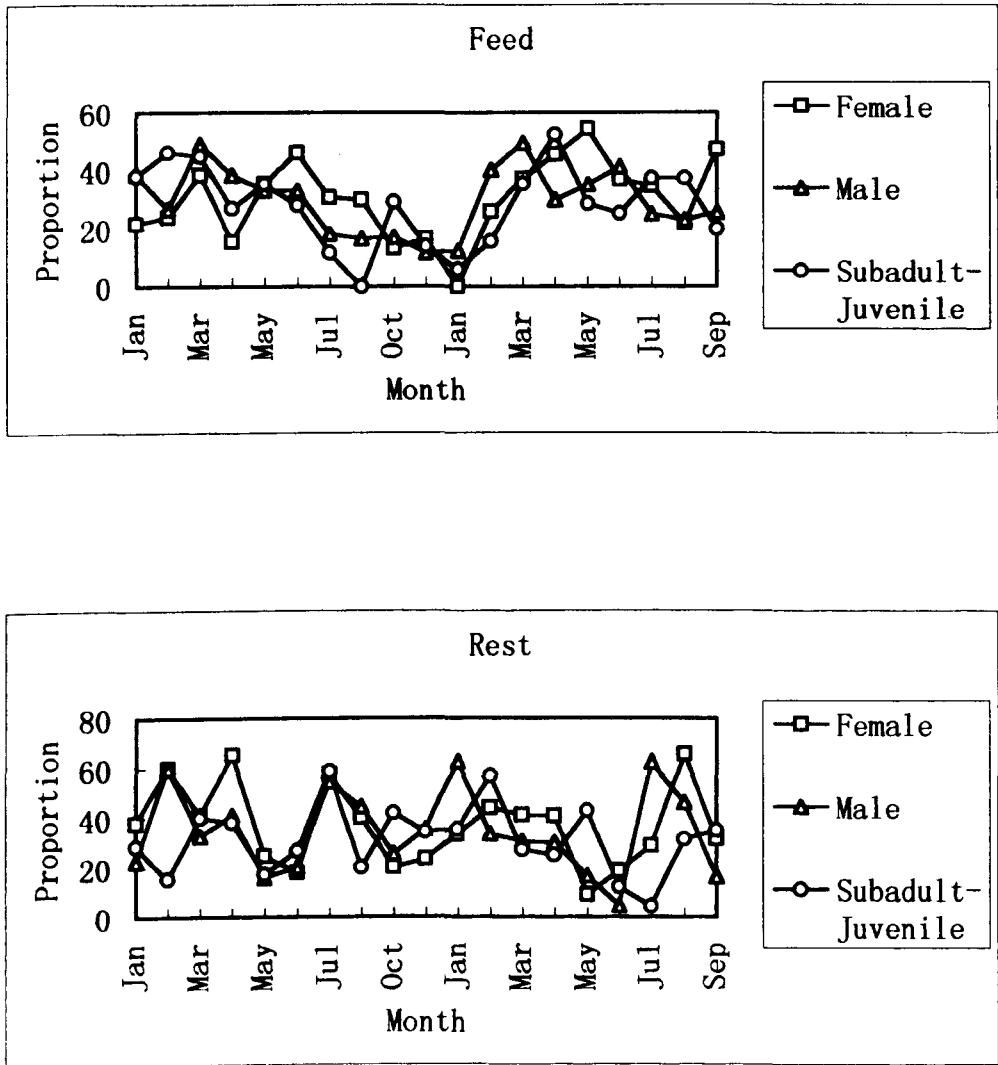 Feed
Proportion
60
40
20
0
Jan
Mar
May
Jul
Oct
Jan
Mar
May
Jul
Sep
Month
Female
Male
Subadult-
Juvenile
Rest
Proportion
80
60
40
20
0
Jan
Mar
May
Jul
Oct
Jan
Mar
May
Jul
Sep
Month
Female
Male
Subadult-
Juvenile